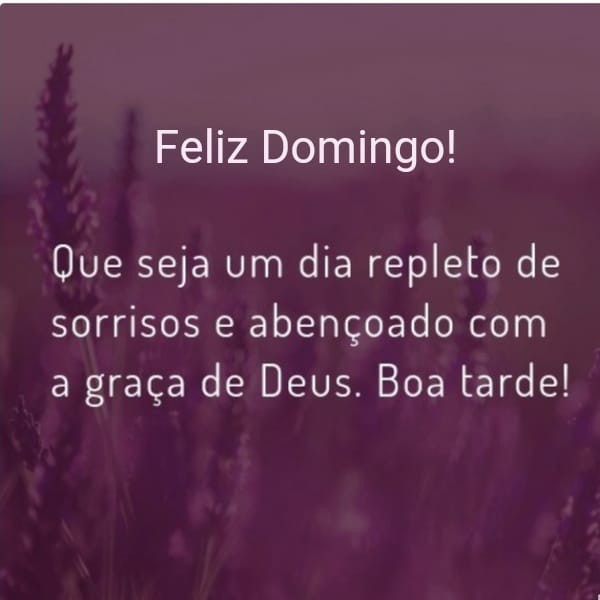 Feliz Domingo!
Que seja um dia repleto de
sorrisos e abençoado com
a graça de Deus. Boa tarde!